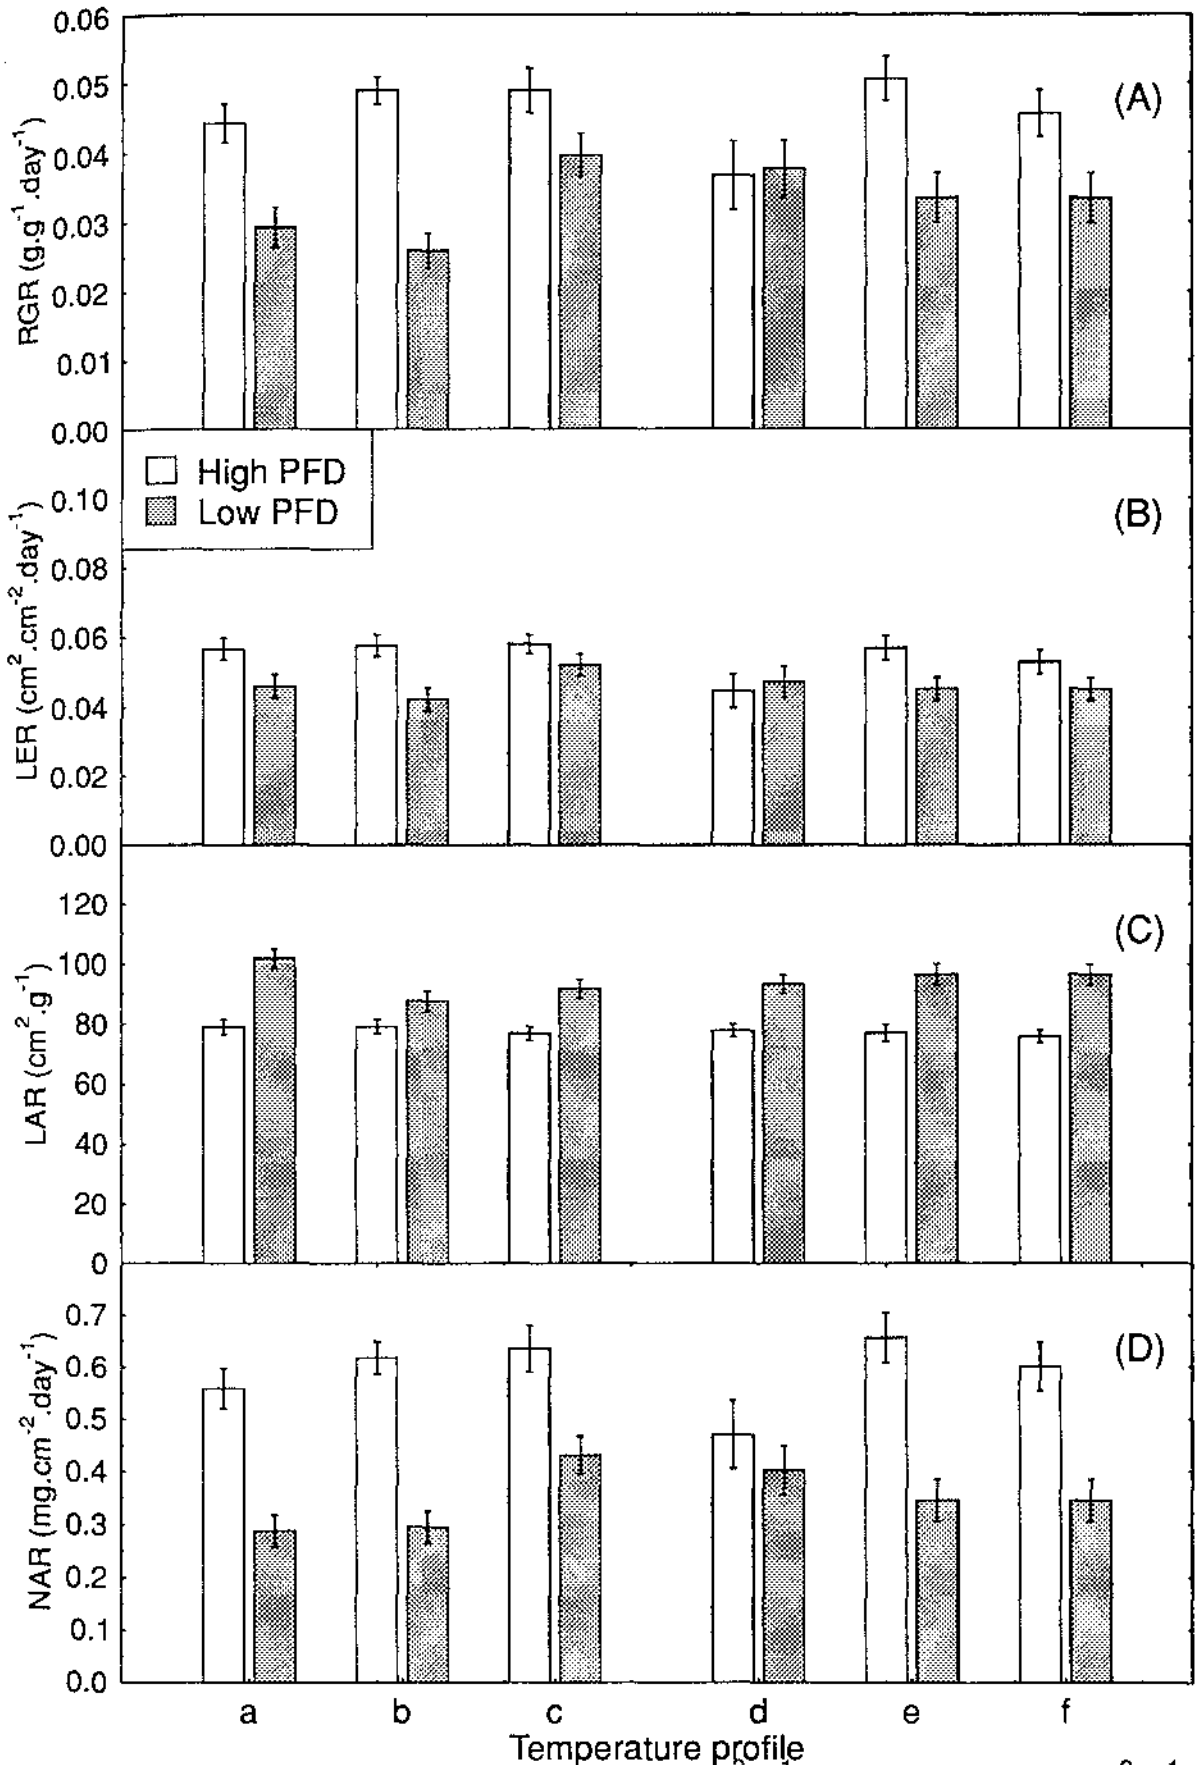 0.06
0.05
0.04
0.03
0.02
0.01
0.00
RGR (g.g⁻¹.day⁻¹)
(A)
High PFD
Low PFD
0.10
0.08
0.06
0.04
0.02
0.00
LER (cm².cm⁻².day⁻¹)
(B)
120
100
80
60
40
20
0
LAR (cm².g⁻¹)
(C)
0.7
0.6
0.5
0.4
0.3
0.2
0.1
0.0
NAR (mg.cm⁻².day⁻¹)
(D)
a b c d e f
Temperature profile